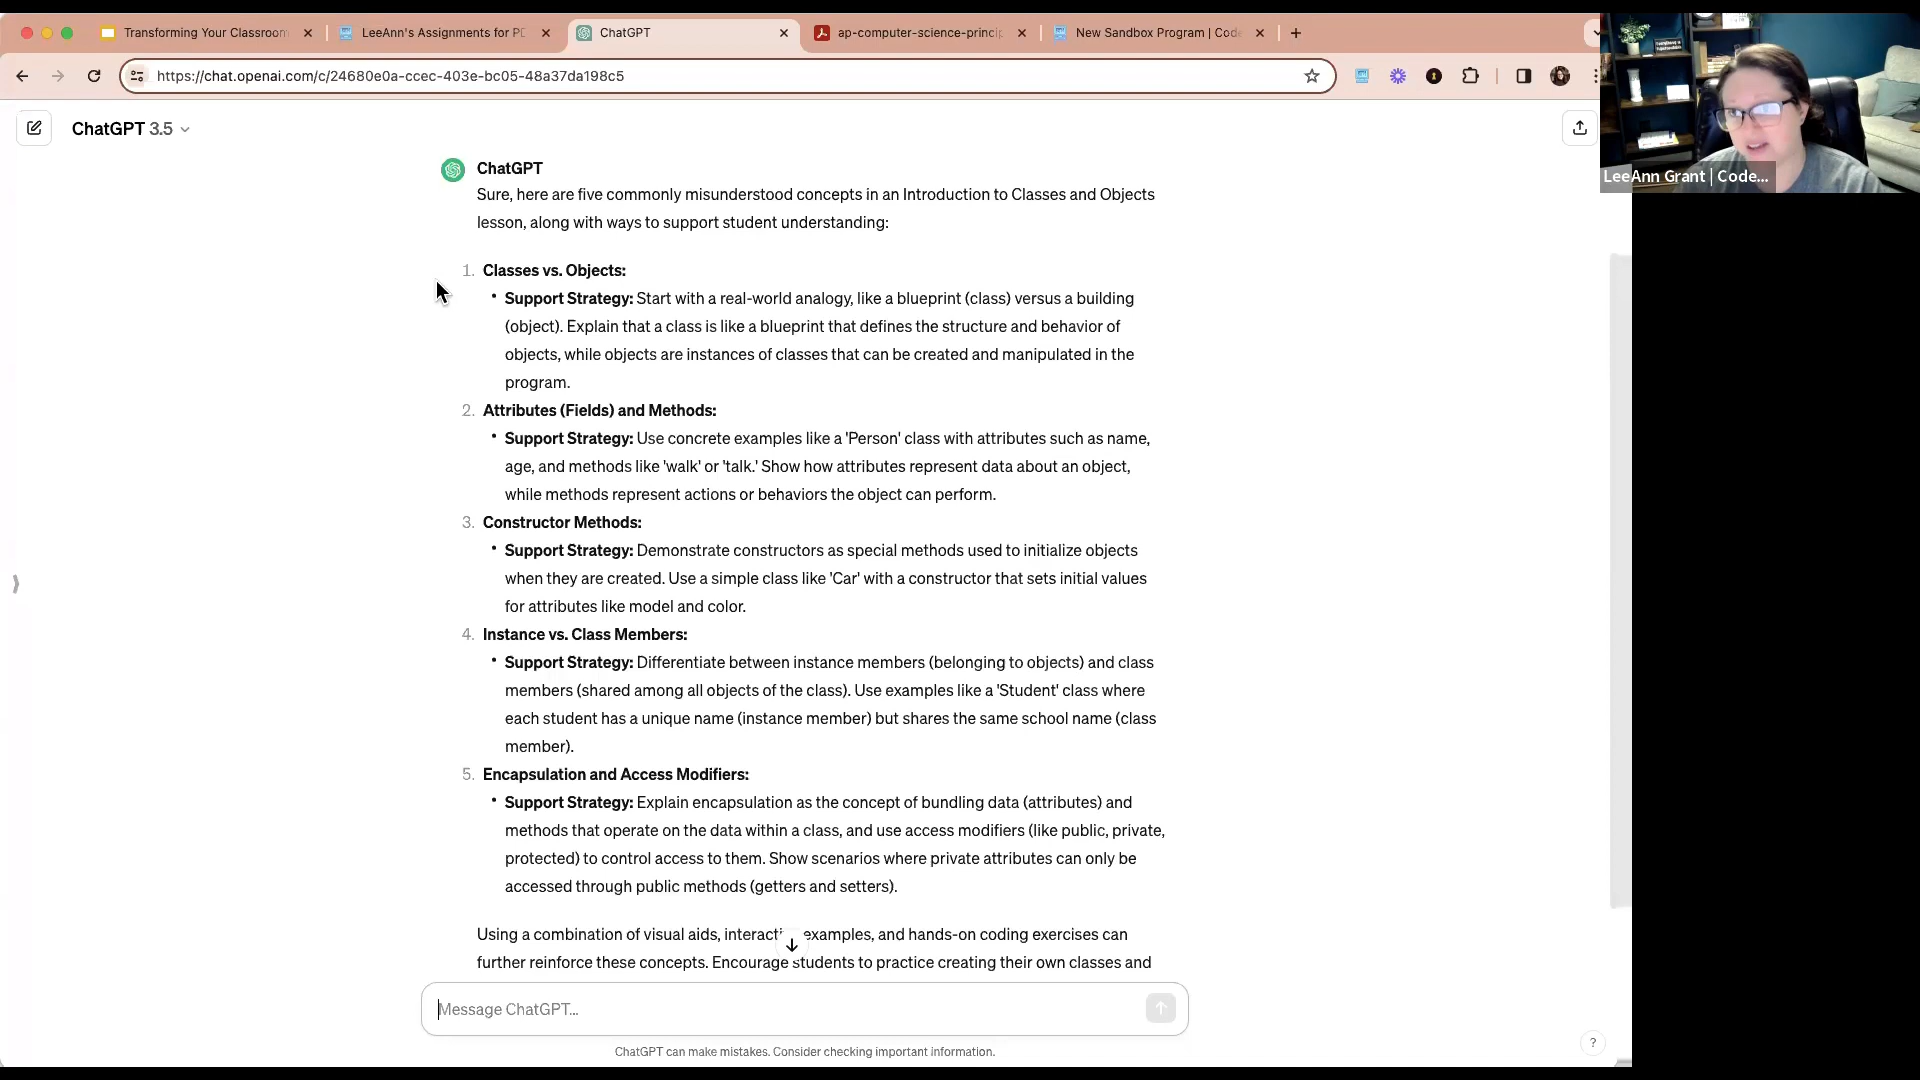 Transforming Your Classroom
LeeAnn's Assignments for PD
ChatGPT
ap-computer-science-princip
New Sandbox Program | Code
https://chat.openai.com/c/24680e0a-ccec-403e-bc05-48a37da198c5
ChatGPT 3.5
LeeAnn Grant | Code...
ChatGPT
Sure, here are five commonly misunderstood concepts in an Introduction to Classes and Objects
lesson, along with ways to support student understanding:
1. Classes vs. Objects:
• Support Strategy: Start with a real-world analogy, like a blueprint (class) versus a building
(object). Explain that a class is like a blueprint that defines the structure and behavior of
objects, while objects are instances of classes that can be created and manipulated in the
program.
2. Attributes (Fields) and Methods:
• Support Strategy: Use concrete examples like a 'Person' class with attributes such as name,
age, and methods like 'walk' or 'talk.' Show how attributes represent data about an object,
while methods represent actions or behaviors the object can perform.
3. Constructor Methods:
• Support Strategy: Demonstrate constructors as special methods used to initialize objects
when they are created. Use a simple class like 'Car' with a constructor that sets initial values
for attributes like model and color.
4. Instance vs. Class Members:
• Support Strategy: Differentiate between instance members (belonging to objects) and class
members (shared among all objects of the class). Use examples like a 'Student' class where
each student has a unique name (instance member) but shares the same school name (class
member).
5. Encapsulation and Access Modifiers:
• Support Strategy: Explain encapsulation as the concept of bundling data (attributes) and
methods that operate on the data within a class, and use access modifiers (like public, private,
protected) to control access to them. Show scenarios where private attributes can only be
accessed through public methods (getters and setters).
Using a combination of visual aids, interactive examples, and hands-on coding exercises can
further reinforce these concepts. Encourage students to practice creating their own classes and
Message ChatGPT...
ChatGPT can make mistakes. Consider checking important information.
?